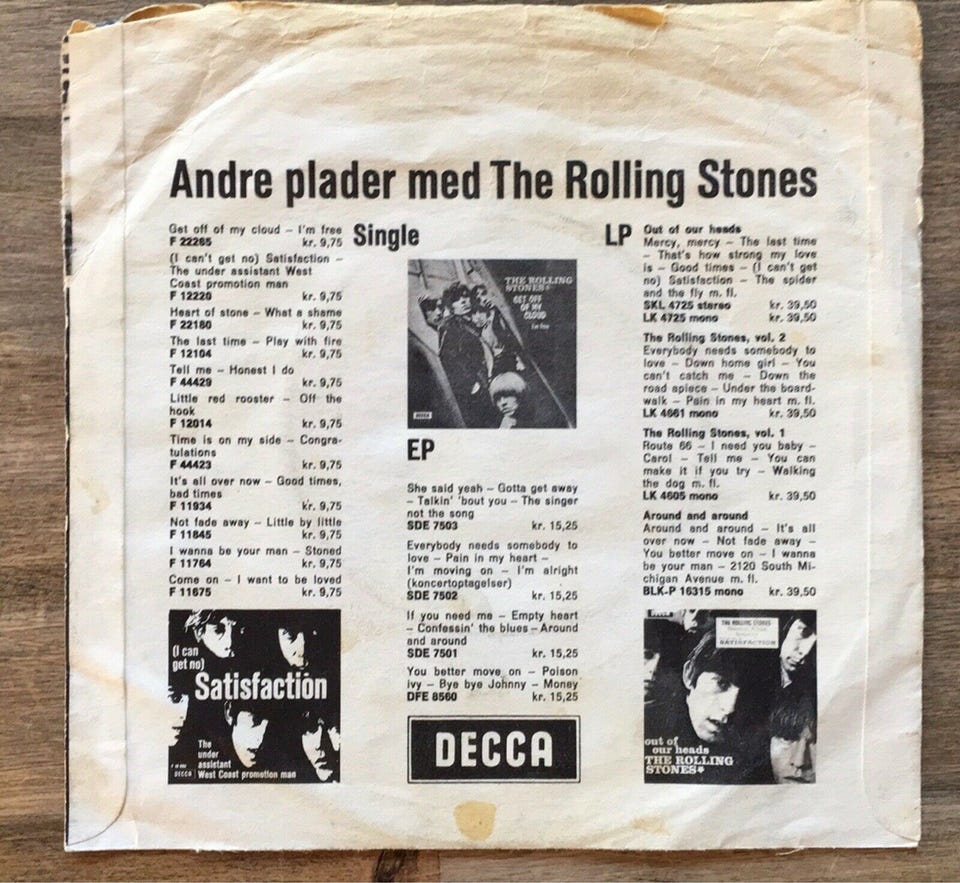 Andre plader med The Rolling Stones
Single
Get off of my cloud – I'm free
F 22265 kr. 9,75
(I can't get no) Satisfaction –
The under assistant West
Coast promotion man
F 12220 kr. 9,75
Heart of stone – What a shame
F 22180 kr. 9,75
The last time – Play with fire
F 12104 kr. 9,75
Tell me – Honest I do
F 44429 kr. 9,75
Little red rooster – Off the
hook
F 12014 kr. 9,75
Time is on my side – Congra-
tulations
F 44423 kr. 9,75
It's all over now – Good times,
bad times
F 11934 kr. 9,75
Not fade away – Little by little
F 11845 kr. 9,75
I wanna be your man – Stoned
F 11764 kr. 9,75
Come on – I want to be loved
F 11675 kr. 9,75
(I can
get no)
Satisfaction
The
under
assistant
West Coast promotion man
DECCA
THE ROLLING
STONES
GET OFF
OF MY
CLOUD
I'm free
DECCA
EP
She said yeah – Gotta get away
– Talkin' 'bout you – The singer
not the song
SDE 7503 kr. 15,25
Everybody needs somebody to
love – Pain in my heart –
I'm moving on – I'm alright
(koncertoptagelser)
SDE 7502 kr. 15,25
If you need me – Empty heart
– Confessin' the blues – Around
and around
SDE 7501 kr. 15,25
You better move on – Poison
ivy – Bye bye Johnny – Money
DFE 8560 kr. 15,25
DECCA
LP
Out of our heads
Mercy, mercy – The last time
– That's how strong my love
is – Good times – (I can't get
no) Satisfaction – The spider
and the fly m. fl.
SKL 4725 stereo kr. 39,50
LK 4725 mono kr. 39,50
The Rolling Stones, vol. 2
Everybody needs somebody to
love – Down home girl – You
can't catch me – Down the
road apiece – Under the board-
walk – Pain in my heart m. fl.
LK 4661 mono kr. 39,50
The Rolling Stones, vol. 1
Route 66 – I need you baby –
Carol – Tell me – You can
make it if you try – Walking
the dog m. fl.
LK 4605 mono kr. 39,50
Around and around
Around and around – It's all
over now – Not fade away –
You better move on – I wanna
be your man – 2120 South Mi-
chigan Avenue m. fl.
BLK-P 16315 mono kr. 39,50
DECCA
THE ROLLING STONES
SATISFACTION
out of
our heads
THE ROLLING
STONES